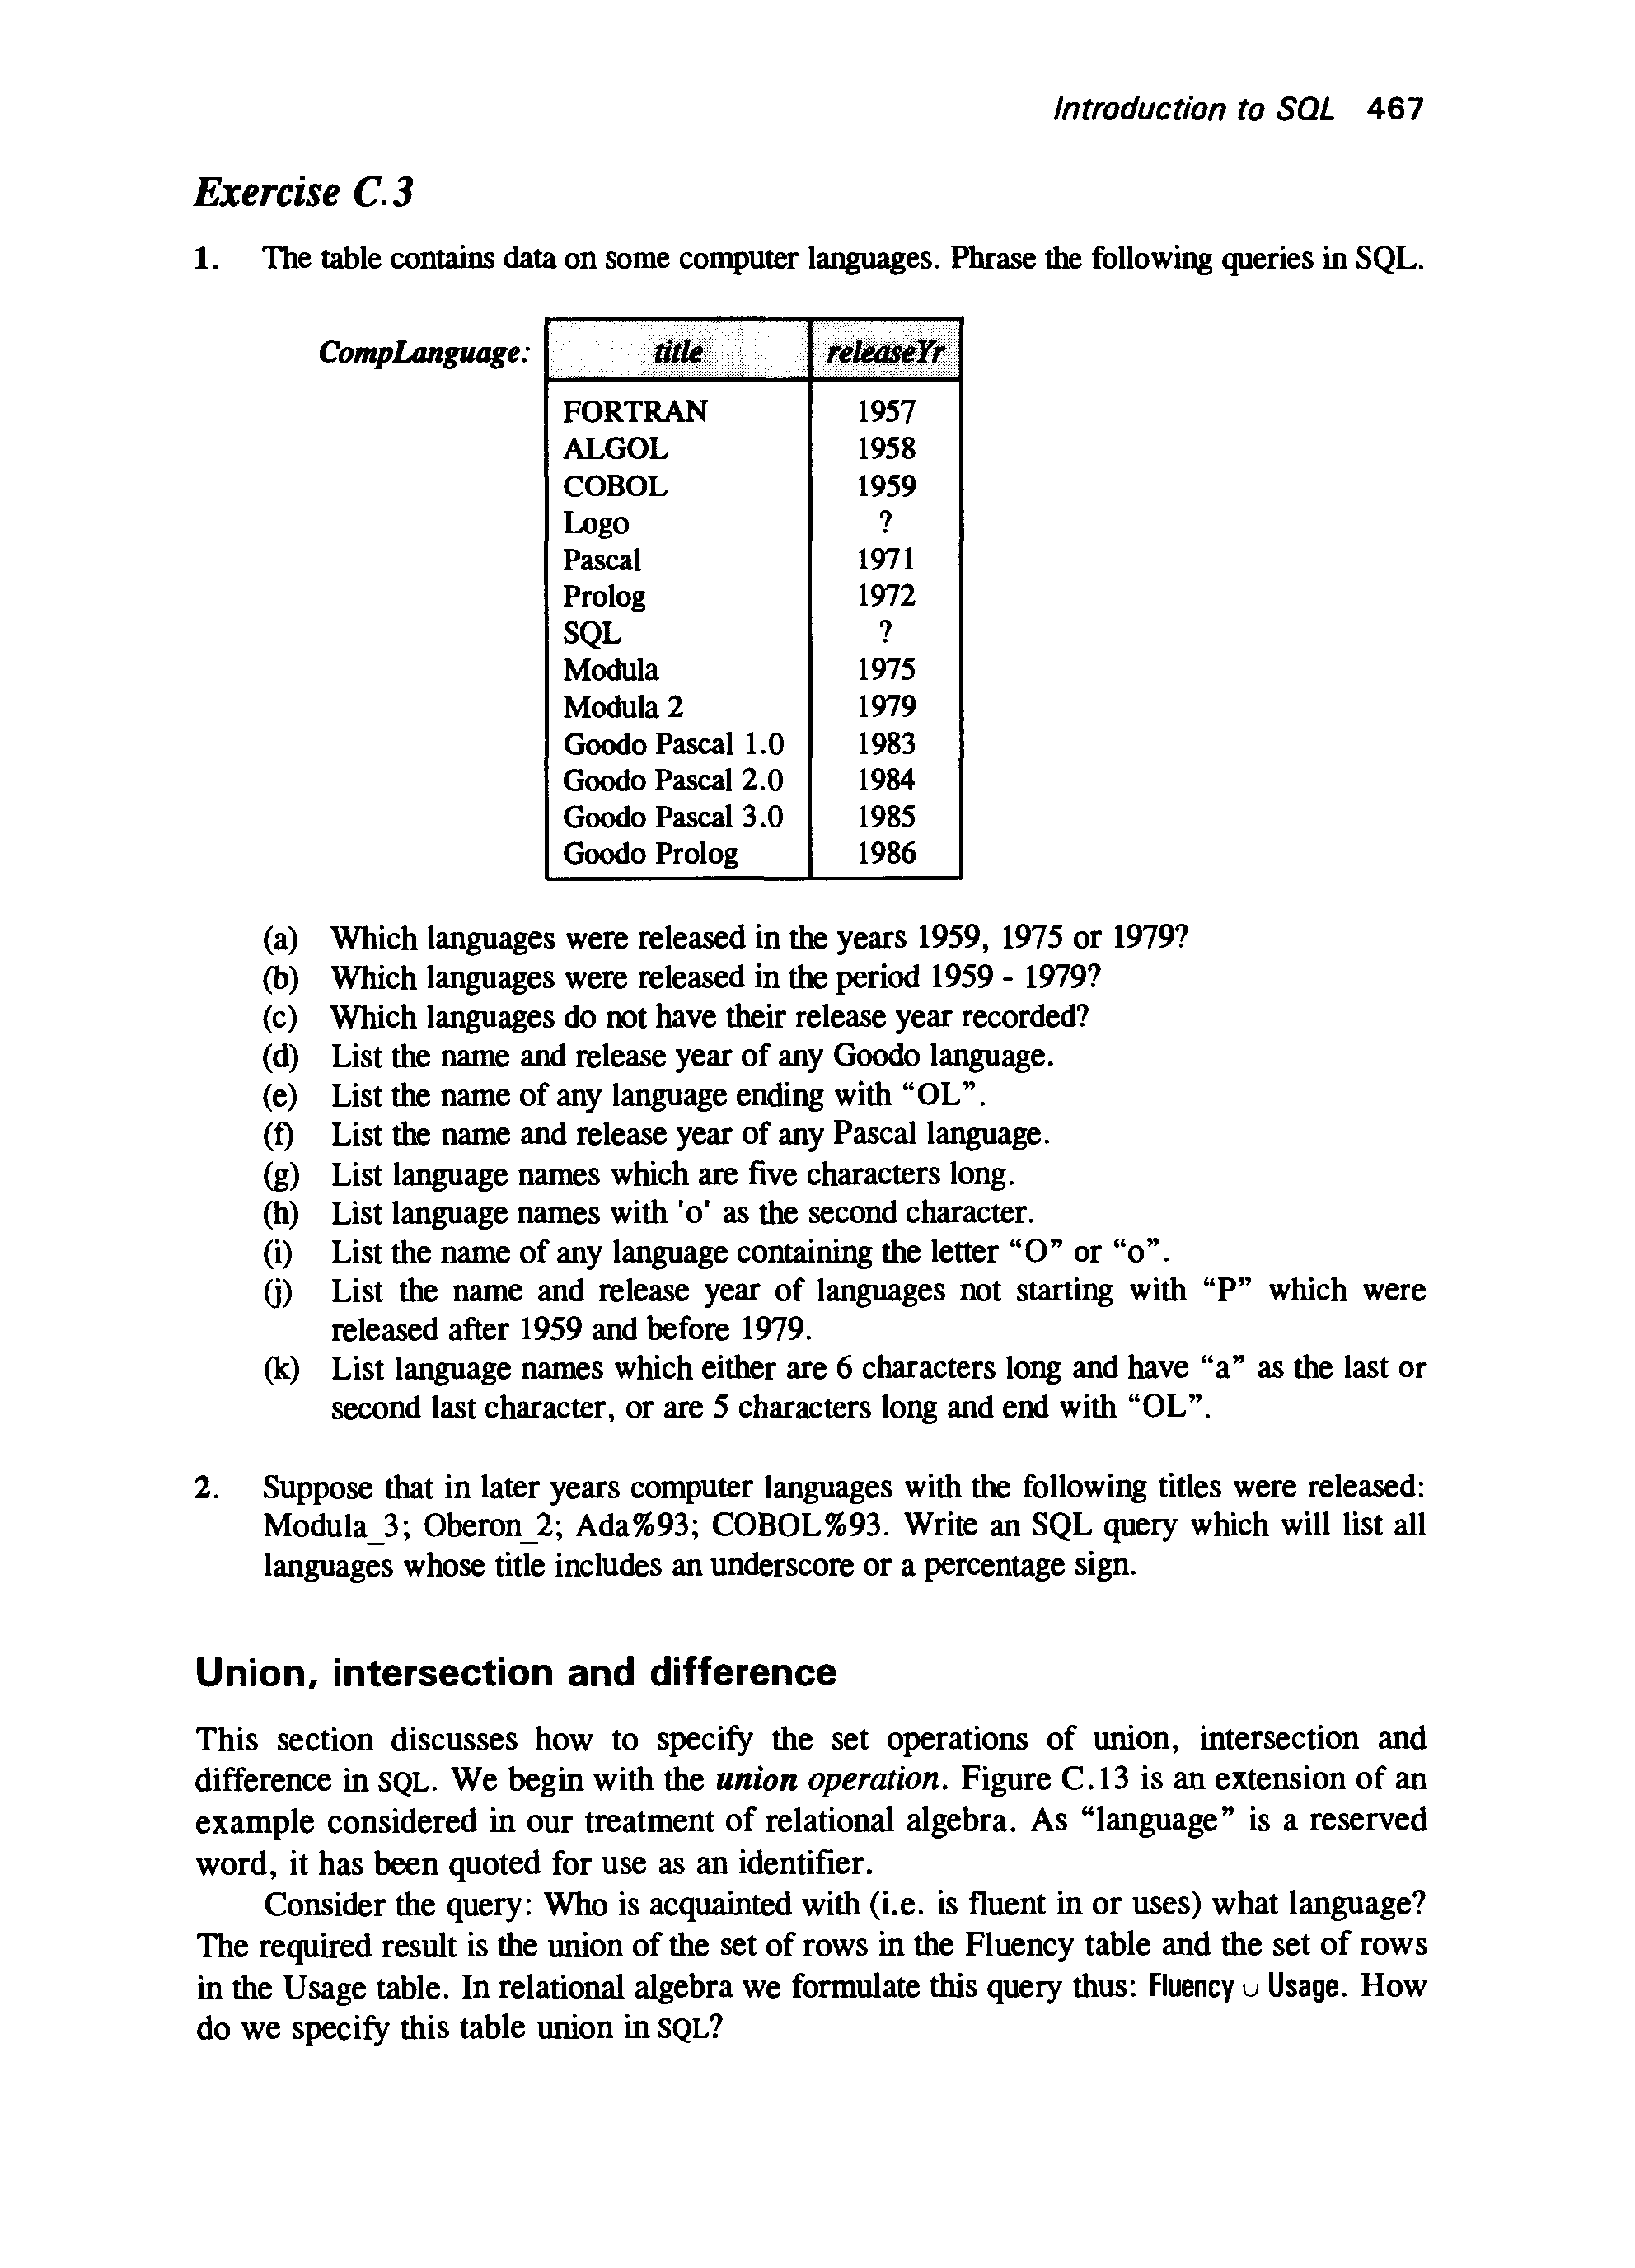 Introduction to SQL 467
Exercise C.3
1. The table contains data on some computer languages. Phrase the following queries in SQL.
CompLanguage: title releaseYr
FORTRAN 1957
ALGOL 1958
COBOL 1959
Logo ?
Pascal 1971
Prolog 1972
SQL ?
Modula 1975
Modula 2 1979
Goodo Pascal 1.0 1983
Goodo Pascal 2.0 1984
Goodo Pascal 3.0 1985
Goodo Prolog 1986
(a) Which languages were released in the years 1959, 1975 or 1979?
(b) Which languages were released in the period 1959 - 1979?
(c) Which languages do not have their release year recorded?
(d) List the name and release year of any Goodo language.
(e) List the name of any language ending with “OL”.
(f) List the name and release year of any Pascal language.
(g) List language names which are five characters long.
(h) List language names with 'o' as the second character.
(i) List the name of any language containing the letter “O” or “o”.
(j) List the name and release year of languages not starting with “P” which were
released after 1959 and before 1979.
(k) List language names which either are 6 characters long and have “a” as the last or
second last character, or are 5 characters long and end with “OL”.
2. Suppose that in later years computer languages with the following titles were released:
Modula_3; Oberon_2; Ada%93; COBOL%93. Write an SQL query which will list all
languages whose title includes an underscore or a percentage sign.
Union, intersection and difference
This section discusses how to specify the set operations of union, intersection and
difference in SQL. We begin with the union operation. Figure C.13 is an extension of an
example considered in our treatment of relational algebra. As “language” is a reserved
word, it has been quoted for use as an identifier.
Consider the query: Who is acquainted with (i.e. is fluent in or uses) what language?
The required result is the union of the set of rows in the Fluency table and the set of rows
in the Usage table. In relational algebra we formulate this query thus: Fluency ∪ Usage. How
do we specify this table union in SQL?